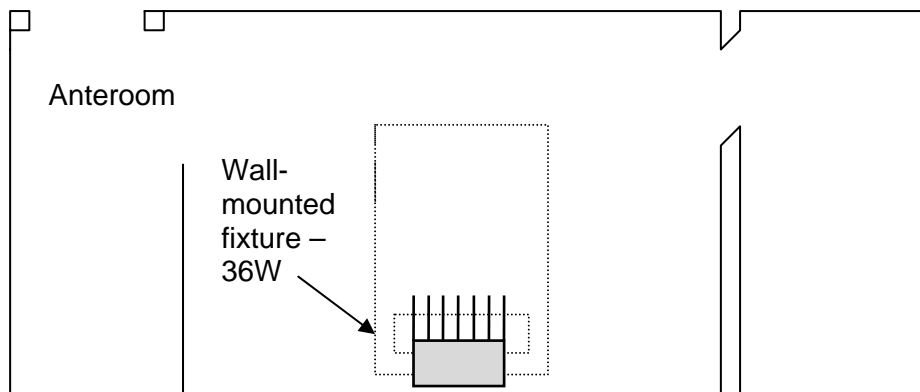 Anteroom
Wall-
mounted
fixture –
36W